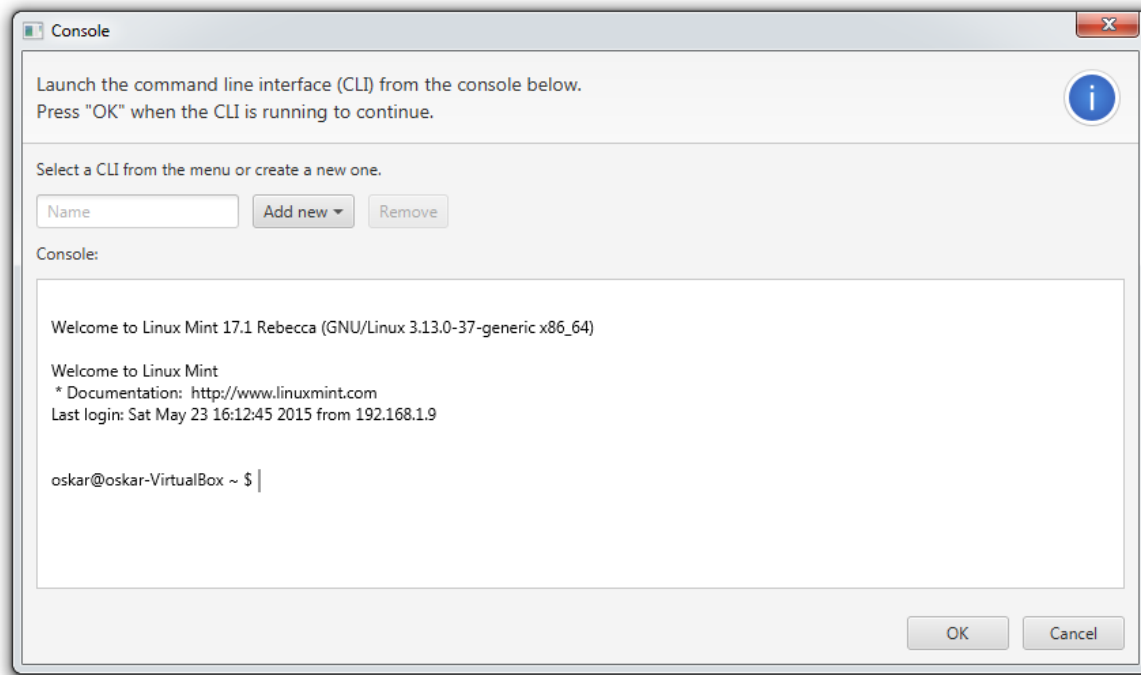 Console
Launch the command line interface (CLI) from the console below.
Press "OK" when the CLI is running to continue.
Select a CLI from the menu or create a new one.
Name Add new Remove
Console:
Welcome to Linux Mint 17.1 Rebecca (GNU/Linux 3.13.0-37-generic x86_64)
Welcome to Linux Mint
* Documentation:  http://www.linuxmint.com
Last login: Sat May 23 16:12:45 2015 from 192.168.1.9
oskar@oskar-VirtualBox ~ $
OK Cancel